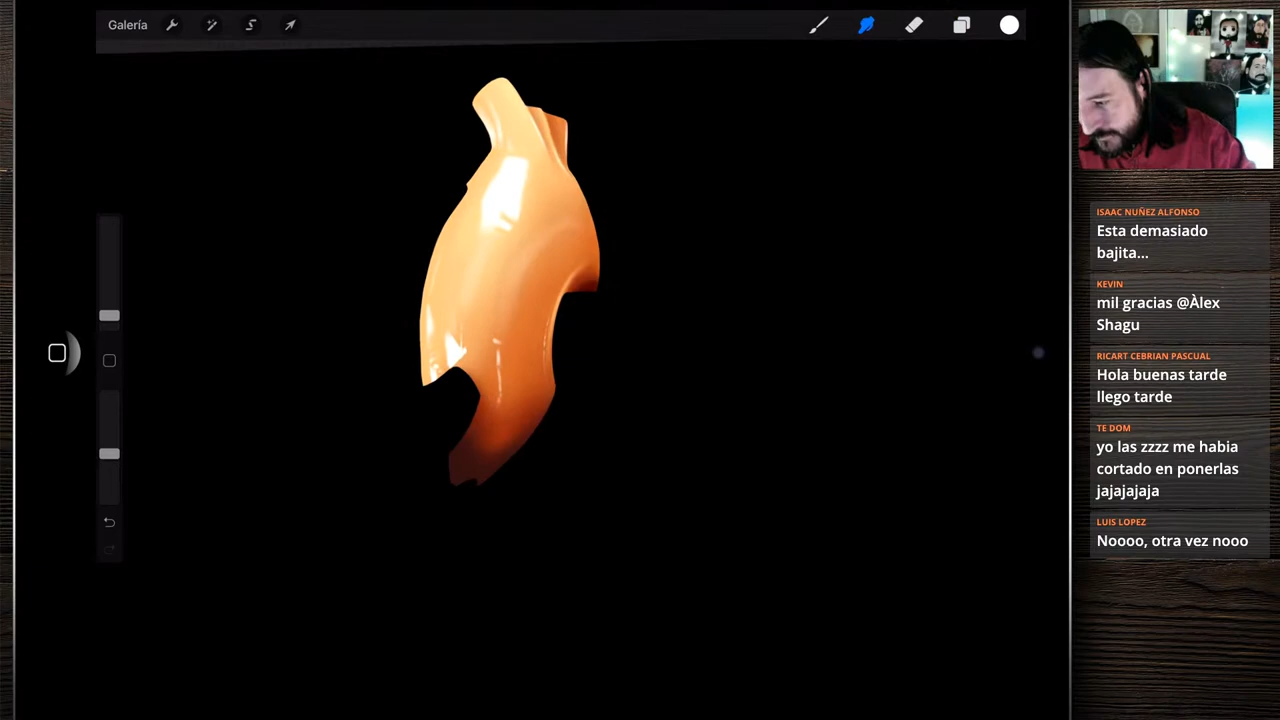 Galería
ISAAC NUÑEZ ALFONSO
Esta demasiado
bajita...
KEVIN
mil gracias @Àlex
Shagu
RICART CEBRIAN PASCUAL
Hola buenas tarde
llego tarde
TE DOM
yo las zzzz me habia
cortado en ponerlas
jajajajaja
LUIS LOPEZ
Noooo, otra vez nooo